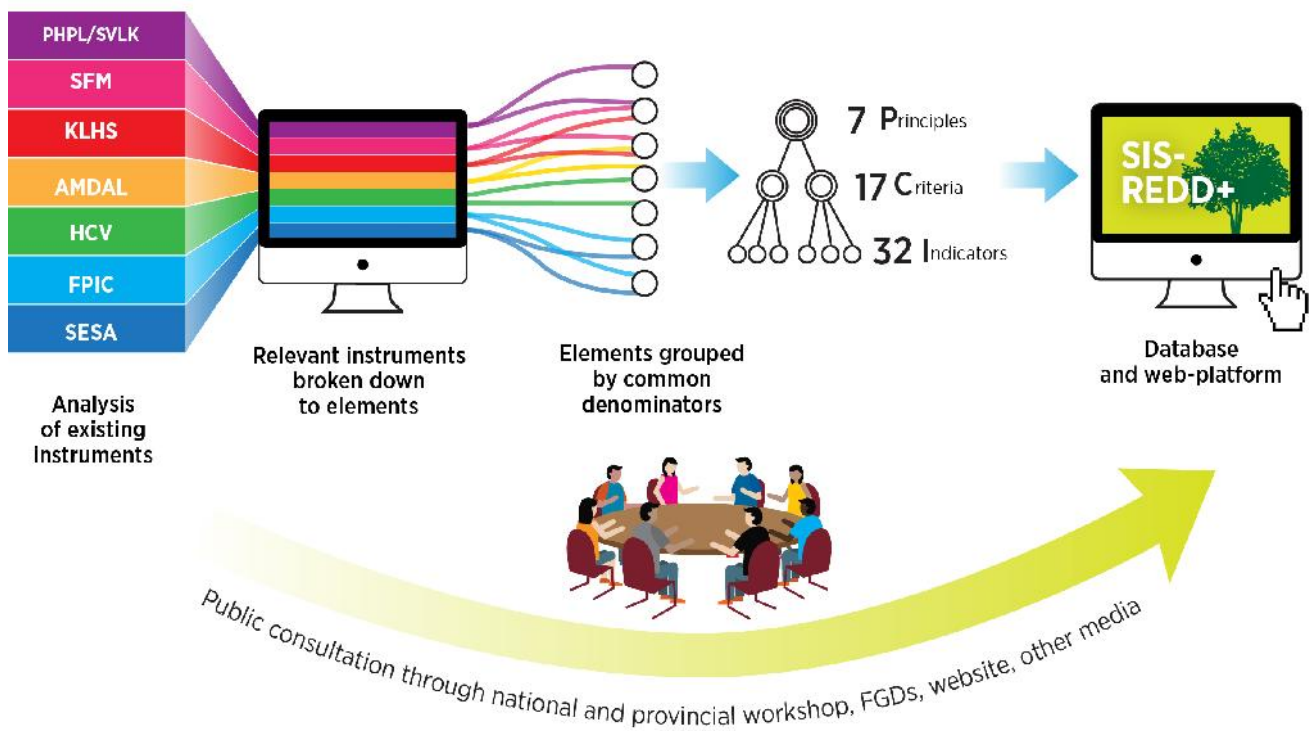 PHPL/SVLK
SFM
KLHS
AMDAL
HCV
FPIC
SESA
Analysis
of existing
Instruments
Relevant instruments
broken down
to elements
Elements grouped
by common
denominators
7 Principles
17 Criteria
32 Indicators
SIS-
REDD+
Database
and web-platform
Public consultation through national and provincial workshop, FGDs, website, other media